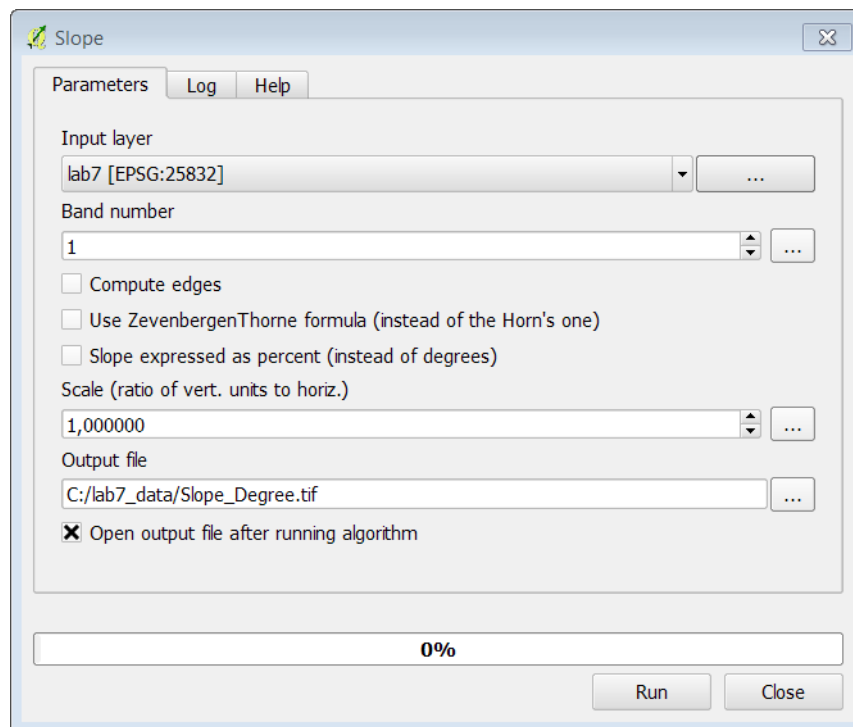 Slope
Parameters Log Help
Input layer
lab7 [EPSG:25832]
...
Band number
1
...
Compute edges
Use ZevenbergenThorne formula (instead of the Horn's one)
Slope expressed as percent (instead of degrees)
Scale (ratio of vert. units to horiz.)
1,000000
...
Output file
C:/lab7_data/Slope_Degree.tif
...
Open output file after running algorithm
0%
Run Close